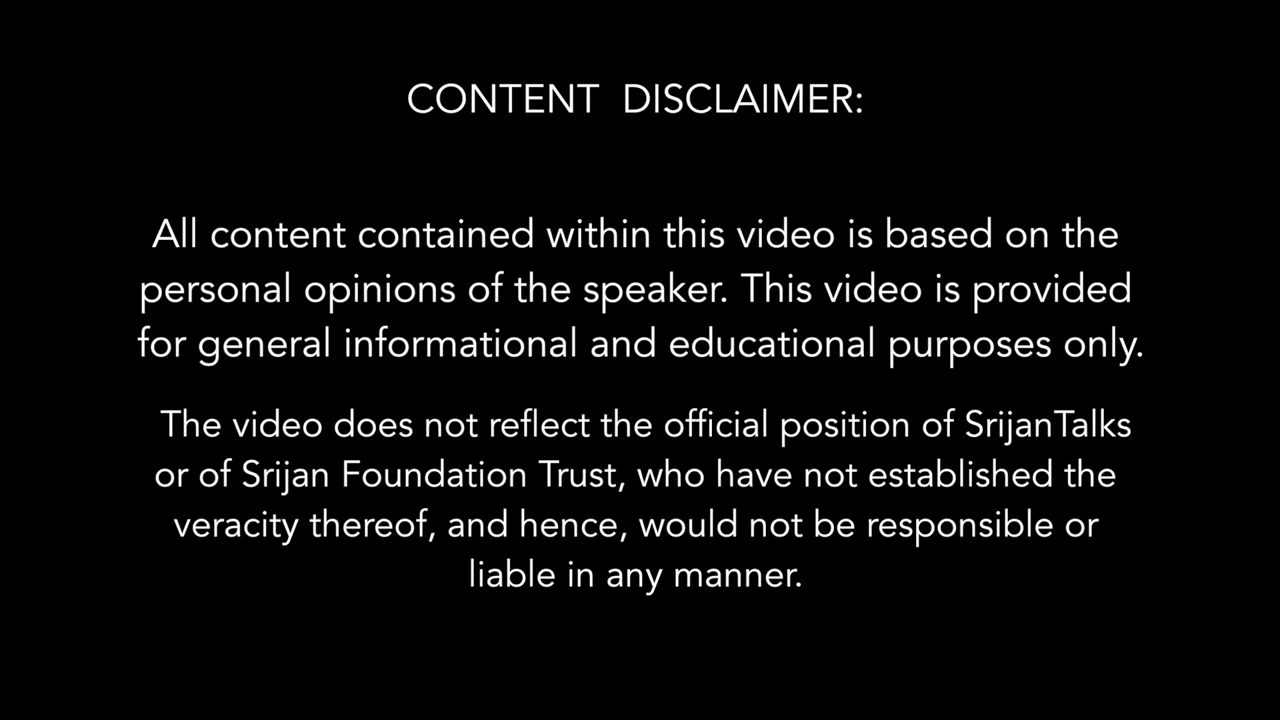 CONTENT DISCLAIMER:
All content contained within this video is based on the
personal opinions of the speaker. This video is provided
for general informational and educational purposes only.
The video does not reflect the official position of SrijanTalks
or of Srijan Foundation Trust, who have not established the
veracity thereof, and hence, would not be responsible or
liable in any manner.